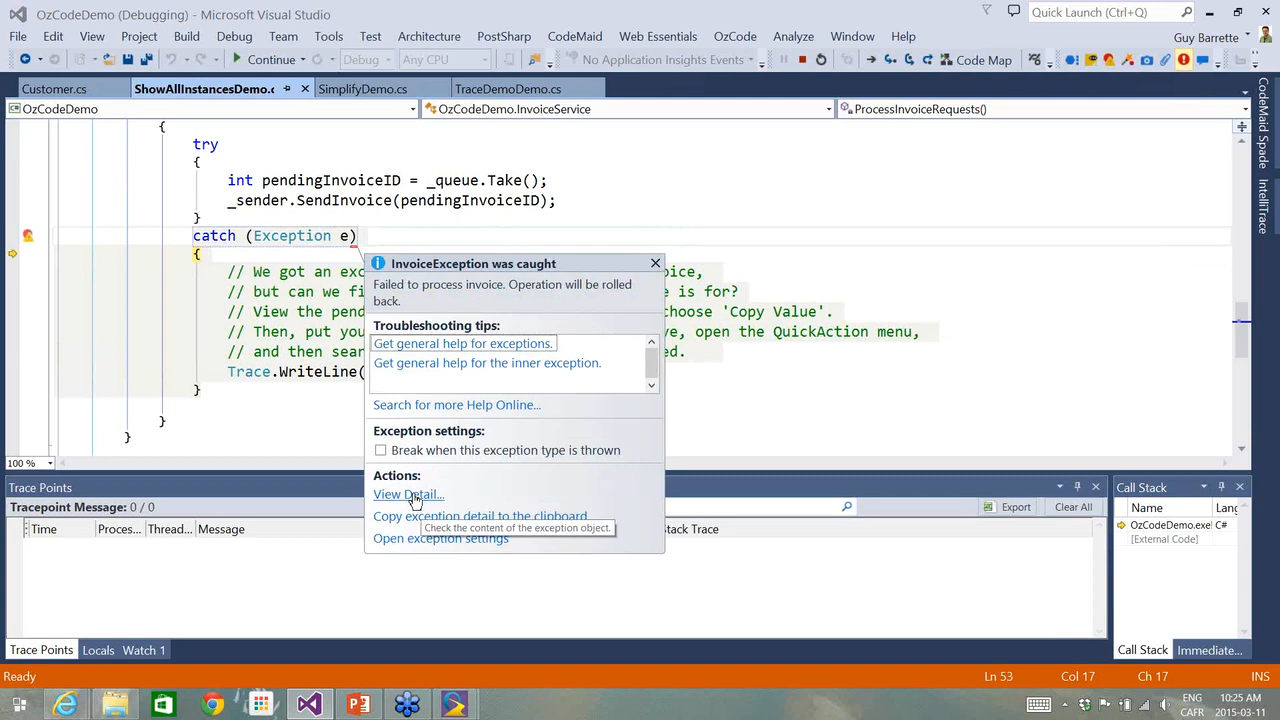 OzCodeDemo (Debugging) - Microsoft Visual Studio
Quick Launch (Ctrl+Q)
File Edit View Project Build Debug Team Tools Test Architecture PostSharp CodeMaid Web Essentials OzCode Analyze Window Help
Guy Barrette
Continue Debug Any CPU No Application Insights Events Code Map
Customer.cs ShowAllInstancesDemo.c SimplifyDemo.cs TraceDemoDemo.cs
OzCodeDemo OzCodeDemo.InvoiceService ProcessInvoiceRequests()
{
try
{
int pendingInvoiceID = _queue.Take();
_sender.SendInvoice(pendingInvoiceID);
}
catch (Exception e)
{
// We got an exc oice,
// but can we fi e is for?
// View the pend choose 'Copy Value'.
// Then, put you ve, open the QuickAction menu,
// and then sear ed.
Trace.WriteLine(
}
}
}
InvoiceException was caught
Failed to process invoice. Operation will be rolled
back.
Troubleshooting tips:
Get general help for exceptions.
Get general help for the inner exception.
Search for more Help Online...
Exception settings:
Break when this exception type is thrown
Actions:
View Detail...
Copy exception detail to the clipboard
Check the content of the exception object.
Open exception settings
CodeMaid Spade
IntelliTrace
100 %
Trace Points
Tracepoint Message: 0 / 0
Export Clear All
Time Proces... Thread... Message Stack Trace
Call Stack
Name Lang
OzCodeDemo.exe! C#
[External Code]
Trace Points Locals Watch 1
Call Stack Immediate...
Ready Ln 53 Col 17 Ch 17 INS
ENG 10:25 AM
CAFR 2015-03-11